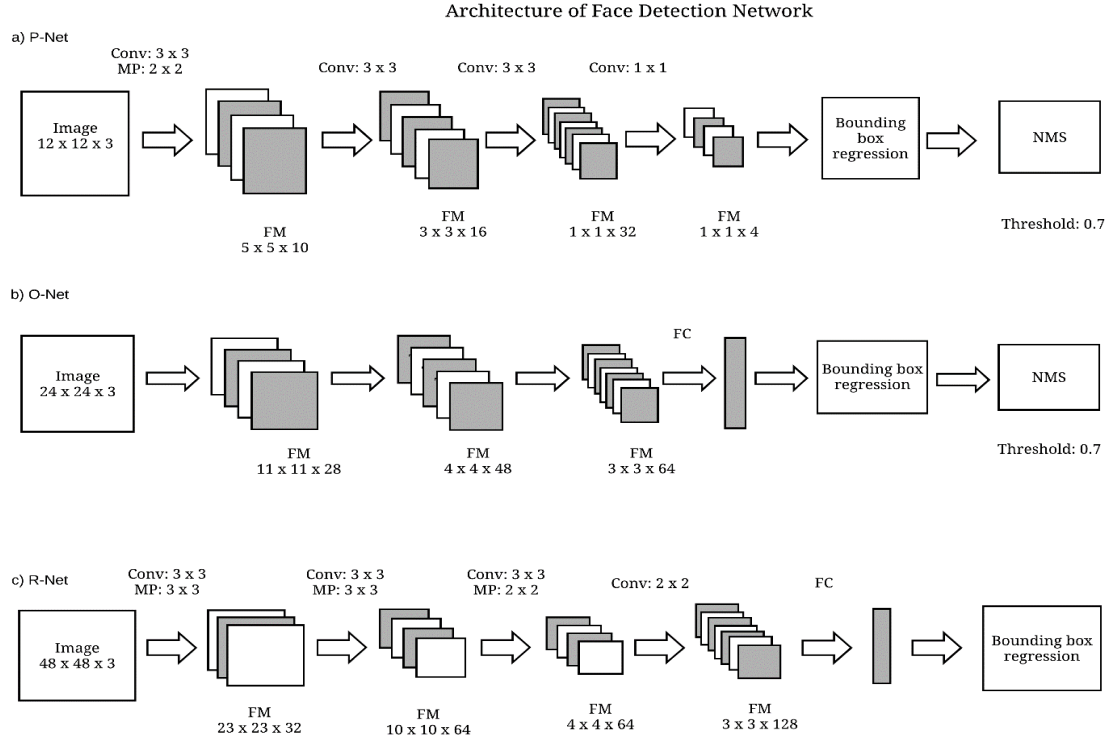 Architecture of Face Detection Network
a) P-Net
Conv: 3 x 3
MP: 2 x 2
Conv: 3 x 3
Conv: 3 x 3
Conv: 1 x 1
Image
12 x 12 x 3
Bounding
box
regression
NMS
FM
5 x 5 x 10
FM
3 x 3 x 16
FM
1 x 1 x 32
FM
1 x 1 x 4
Threshold: 0.7
b) O-Net
FC
Image
24 x 24 x 3
Bounding box
regression
NMS
FM
11 x 11 x 28
FM
4 x 4 x 48
FM
3 x 3 x 64
Threshold: 0.7
c) R-Net
Conv: 3 x 3
MP: 3 x 3
Conv: 3 x 3
MP: 3 x 3
Conv: 3 x 3
MP: 2 x 2
Conv: 2 x 2
FC
Image
48 x 48 x 3
Bounding box
regression
FM
23 x 23 x 32
FM
10 x 10 x 64
FM
4 x 4 x 64
FM
3 x 3 x 128